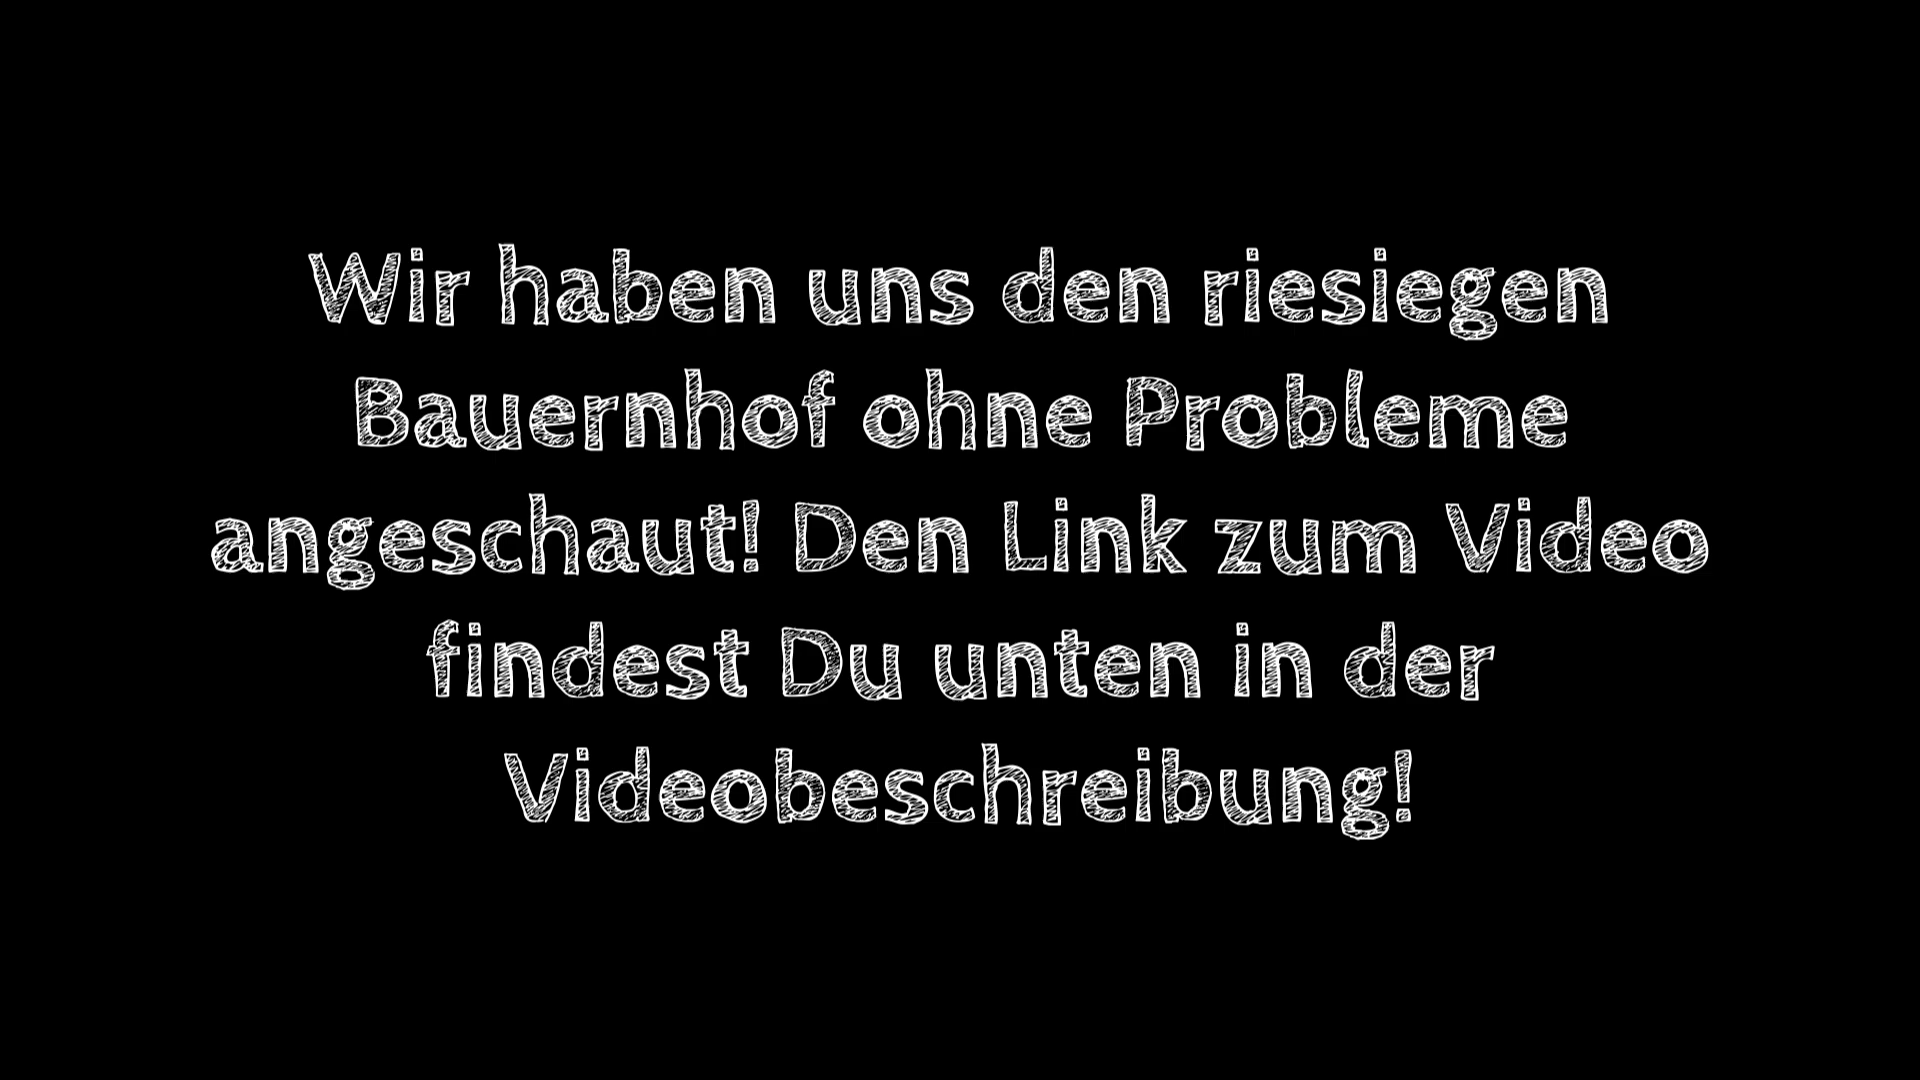 Wir haben uns den riesiegen
Bauernhof ohne Probleme
angeschaut! Den Link zum Video
findest Du unten in der
Videobeschreibung!